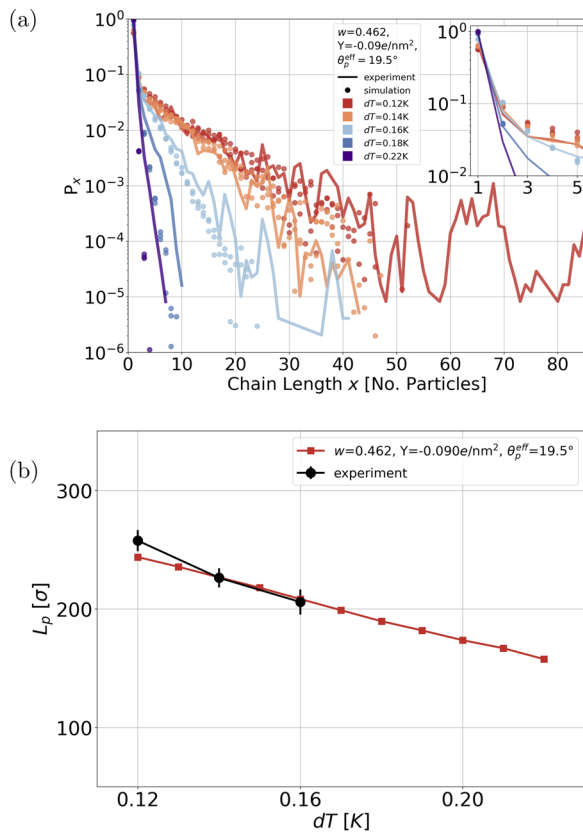 (a)
w=0.462,
Y=-0.09e/nm²,
θ_p^eff = 19.5°
experiment
simulation
dT=0.12K
dT=0.14K
dT=0.16K
dT=0.18K
dT=0.22K
10⁰
10⁻¹
10⁻²
10⁻³
10⁻⁴
10⁻⁵
10⁻⁶
P_x
10⁰
10⁻¹
10⁻²
1 3 5
0 10 20 30 40 50 60 70 80
Chain Length x [No. Particles]
(b)
w=0.462, Y=-0.090e/nm², θ_p^eff=19.5°
experiment
300
200
100
L_p [σ]
0.12 0.16 0.20
dT [K]